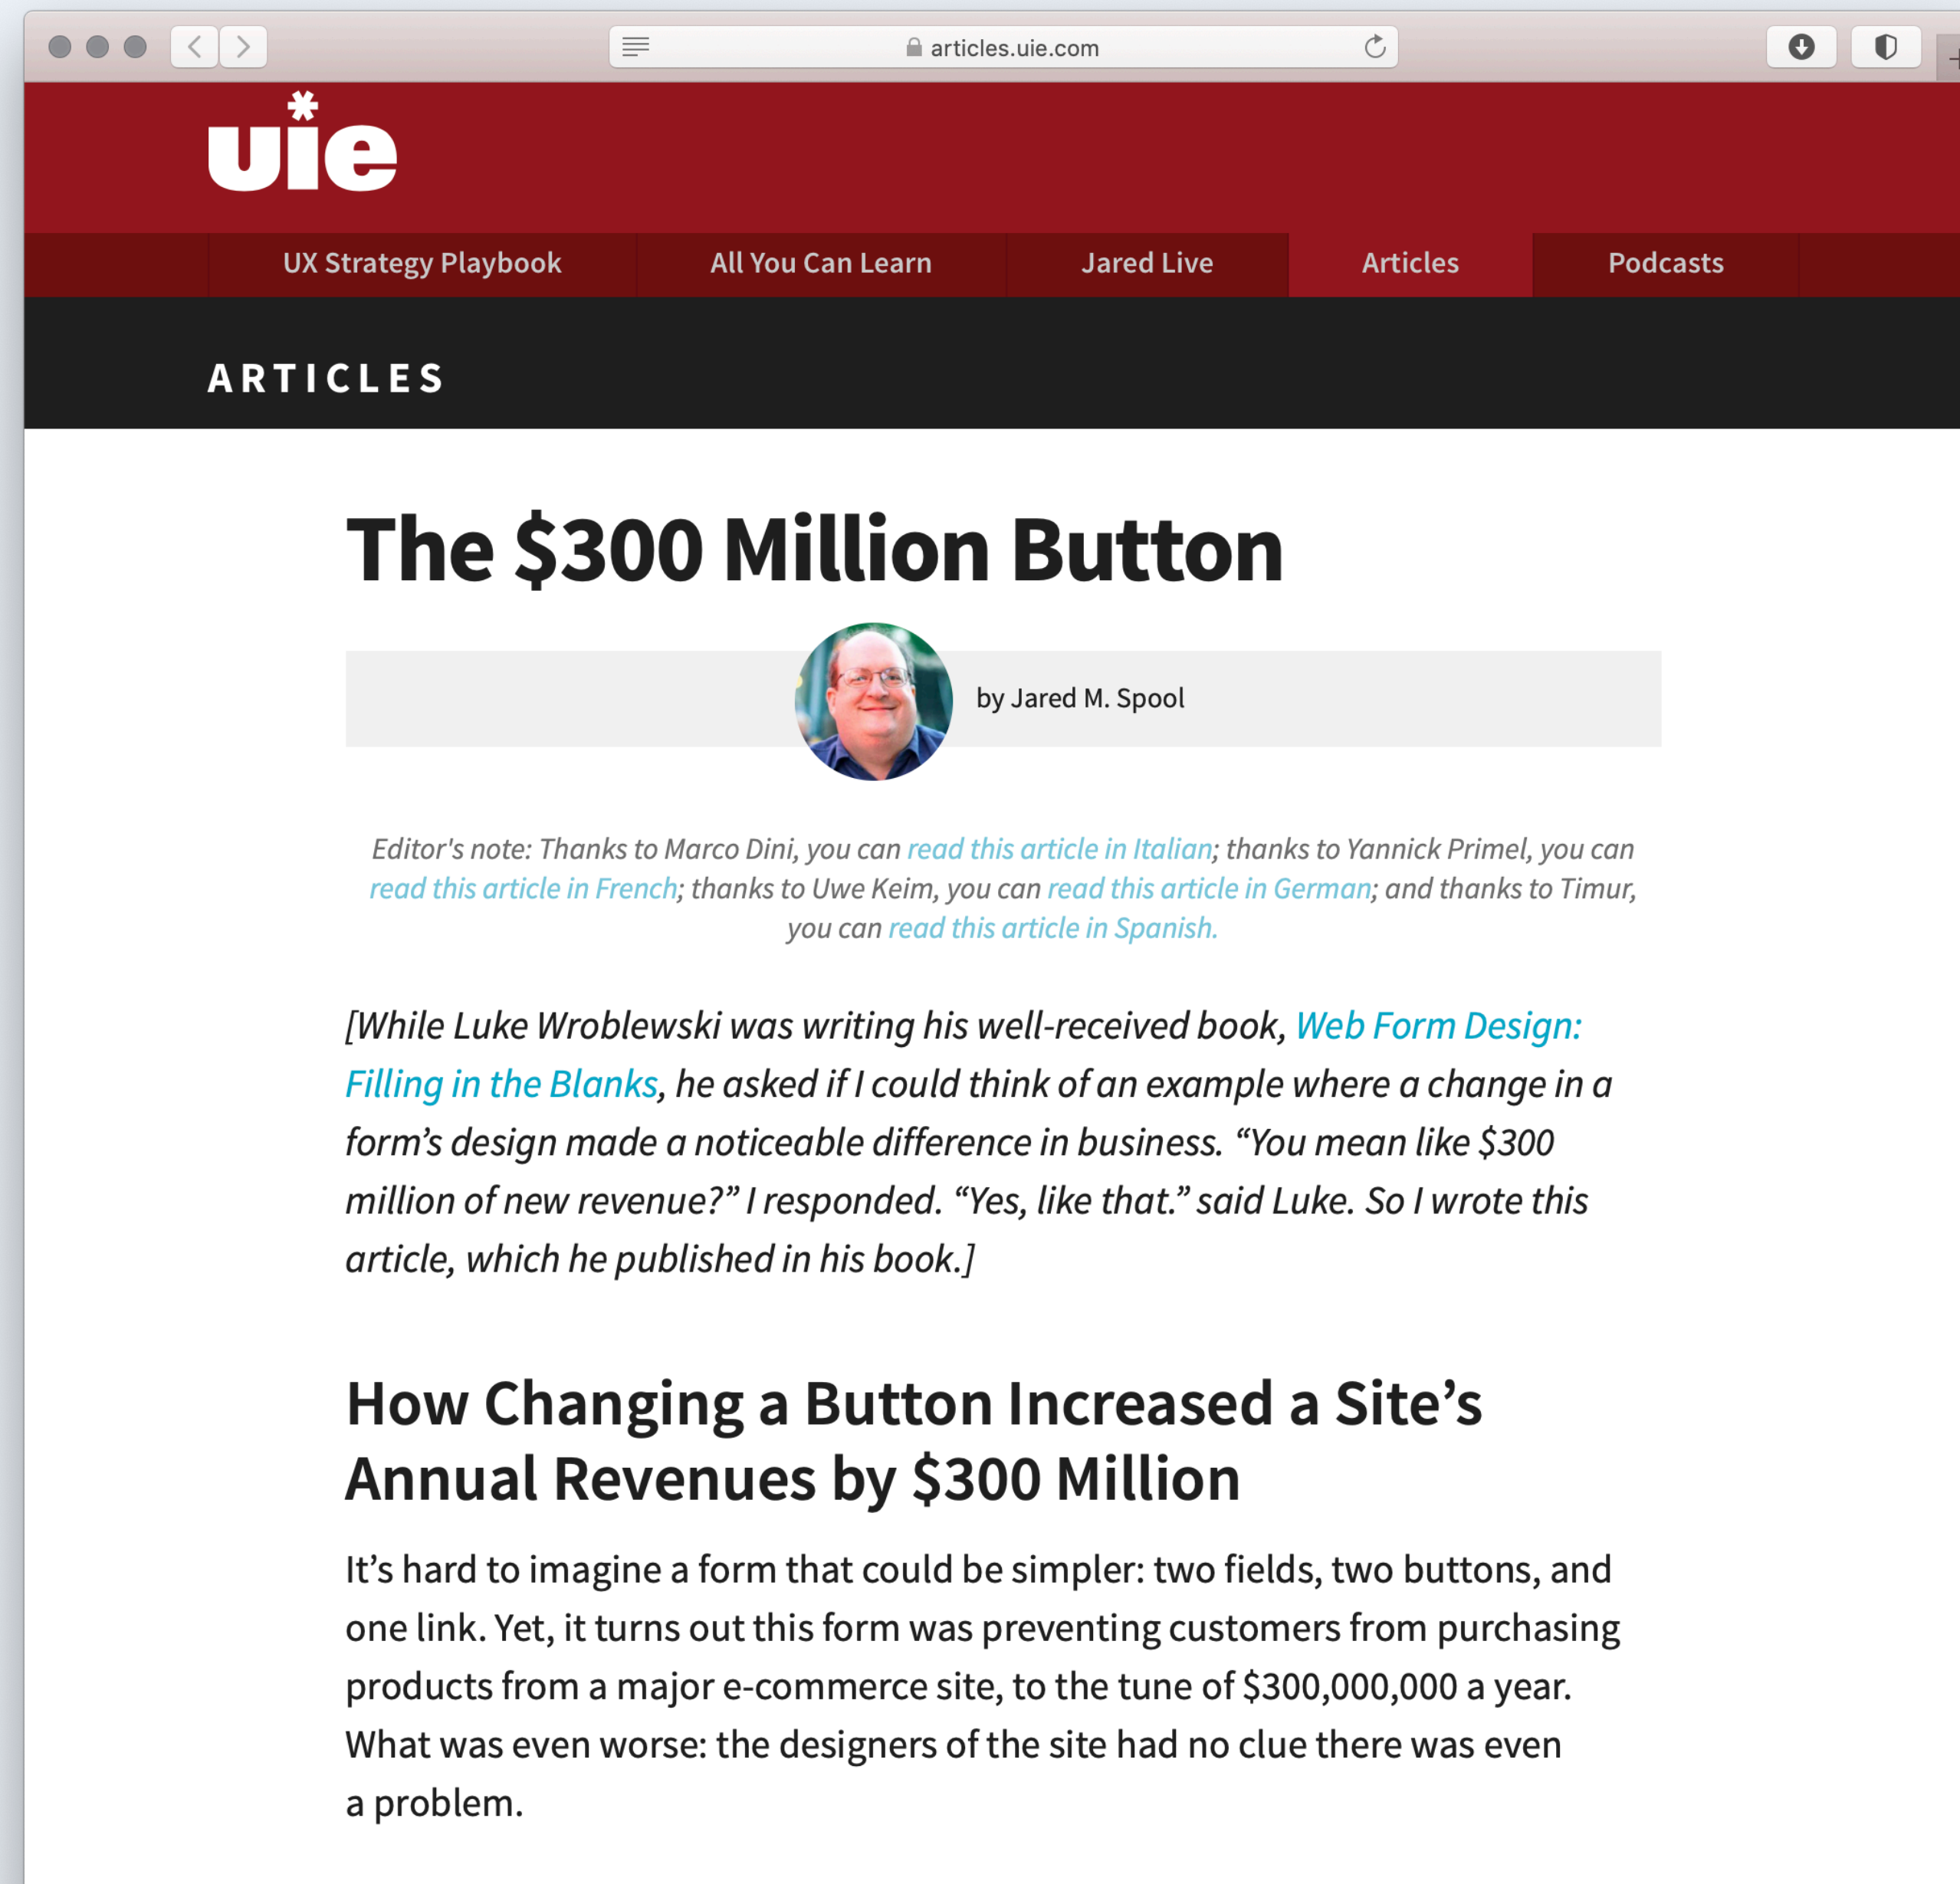 articles.uie.com
uie
UX Strategy Playbook
All You Can Learn
Jared Live
Articles
Podcasts
ARTICLES
The $300 Million Button
by Jared M. Spool
Editor's note: Thanks to Marco Dini, you can read this article in Italian; thanks to Yannick Primel, you can
read this article in French; thanks to Uwe Keim, you can read this article in German; and thanks to Timur,
you can read this article in Spanish.
[While Luke Wroblewski was writing his well-received book, Web Form Design:
Filling in the Blanks, he asked if I could think of an example where a change in a
form’s design made a noticeable difference in business. “You mean like $300
million of new revenue?” I responded. “Yes, like that.” said Luke. So I wrote this
article, which he published in his book.]
How Changing a Button Increased a Site’s
Annual Revenues by $300 Million
It’s hard to imagine a form that could be simpler: two fields, two buttons, and
one link. Yet, it turns out this form was preventing customers from purchasing
products from a major e-commerce site, to the tune of $300,000,000 a year.
What was even worse: the designers of the site had no clue there was even
a problem.